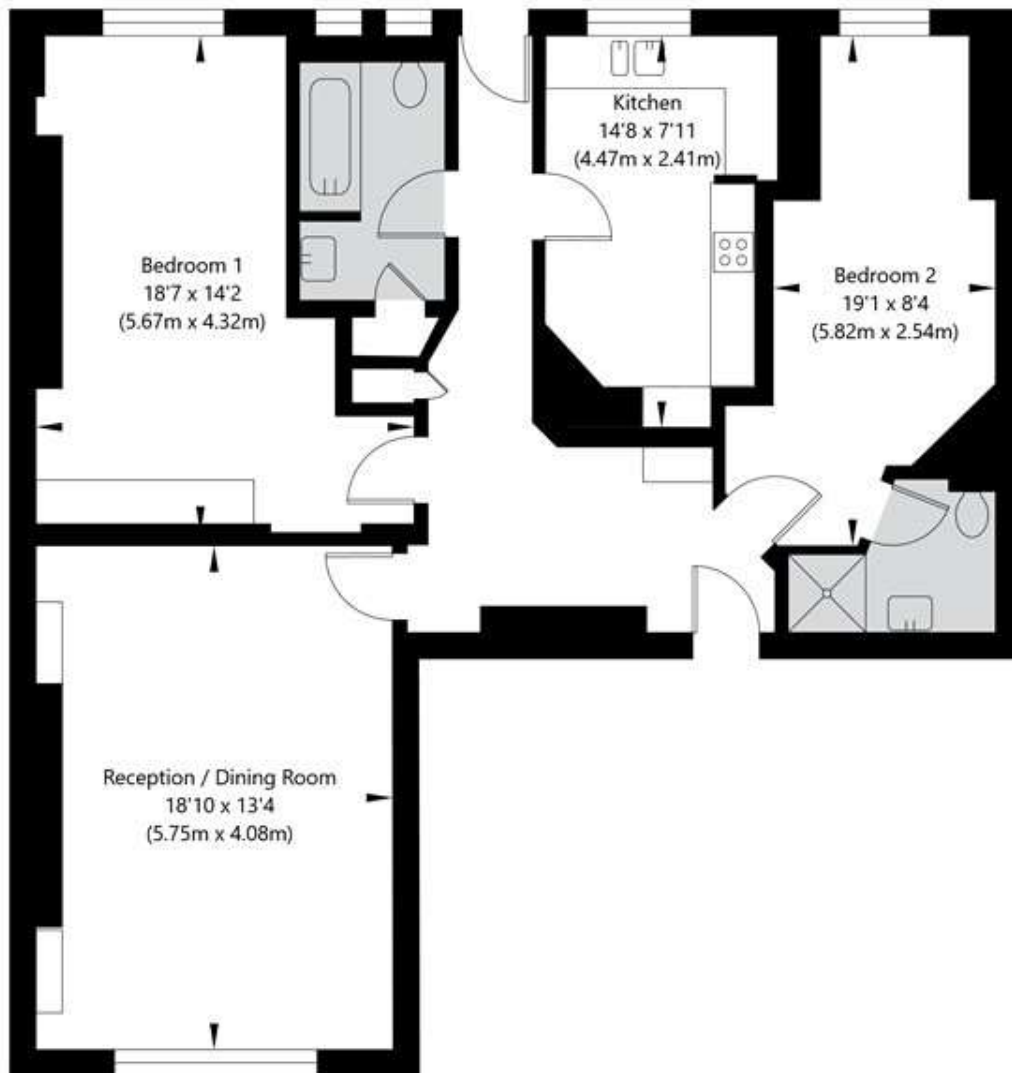 Kitchen
14'8 x 7'11
(4.47m x 2.41m)
Bedroom 1
18'7 x 14'2
(5.67m x 4.32m)
Bedroom 2
19'1 x 8'4
(5.82m x 2.54m)
Reception / Dining Room
18'10 x 13'4
(5.75m x 4.08m)